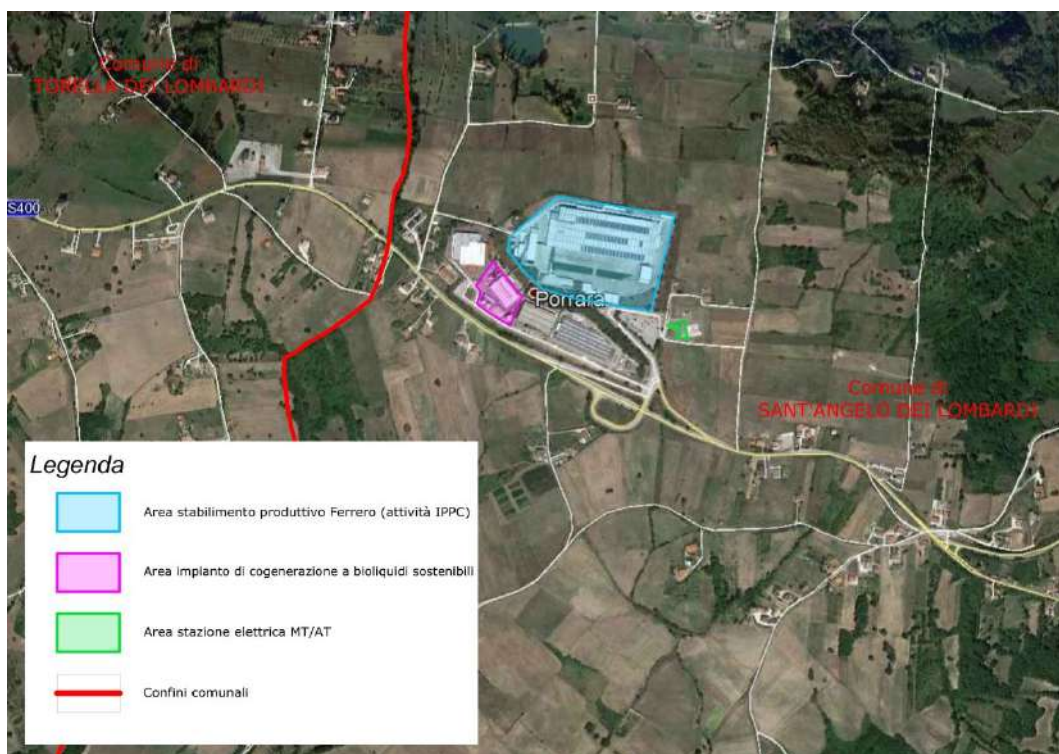 Comune di
TORELLA DEI LOMBARDI
S400
Porrara
Comune di
SANT'ANGELO DEI LOMBARDI
Legenda
Area stabilimento produttivo Ferrero (attività IPPC)
Area impianto di cogenerazione a bioliquidi sostenibili
Area stazione elettrica MT/AT
Confini comunali